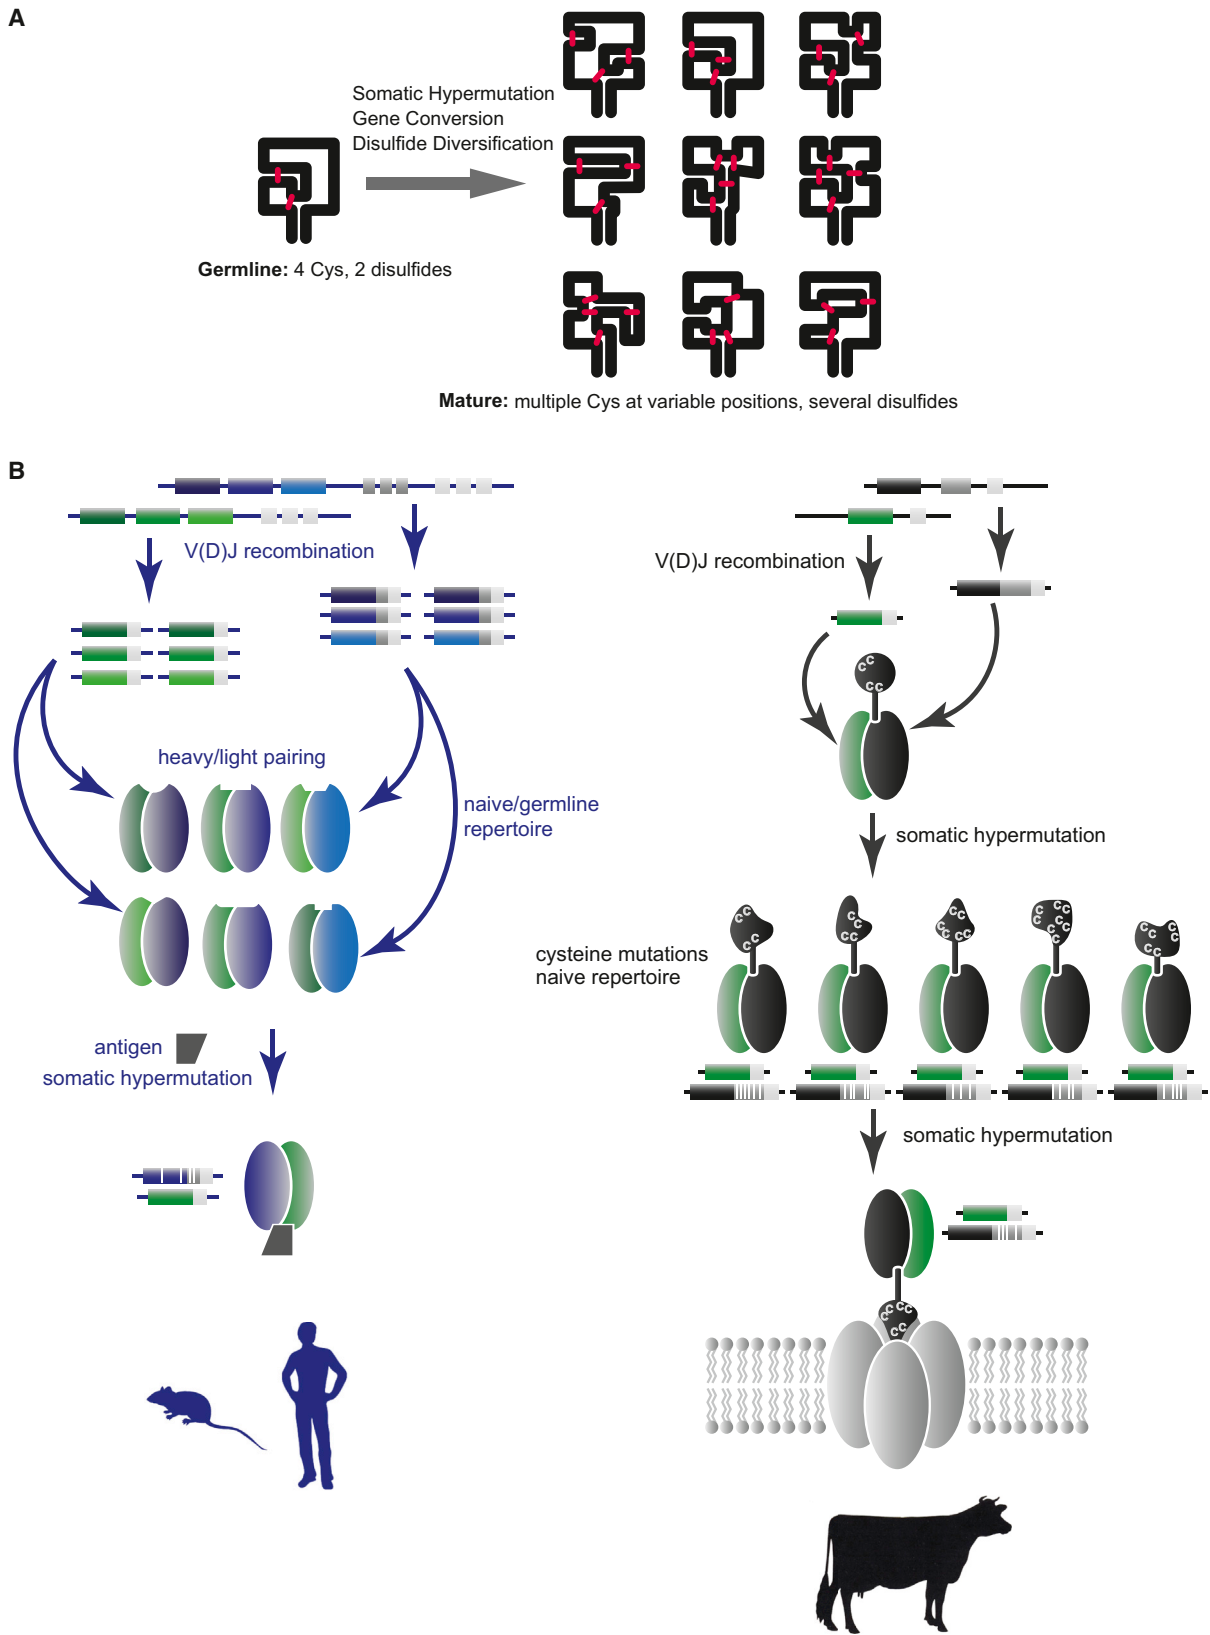 A
Somatic Hypermutation
Gene Conversion
Disulfide Diversification
Germline: 4 Cys, 2 disulfides
Mature: multiple Cys at variable positions, several disulfides
B
V(D)J recombination
heavy/light pairing
naive/germline
repertoire
antigen
somatic hypermutation
V(D)J recombination
C C
C C
somatic hypermutation
cysteine mutations
naive repertoire
C C C C
C C C
C C C C C
C C C C C C
C C C C C
somatic hypermutation
C C C C C C